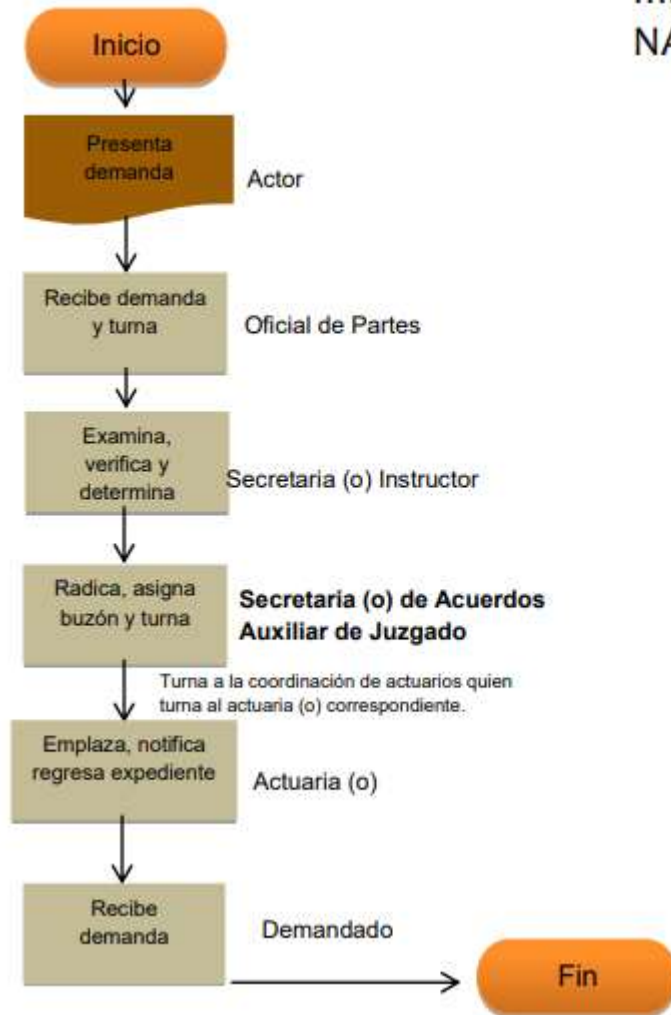 Inicio
NA
Presenta
demanda
Actor
Recibe demanda
y turna
Oficial de Partes
Examina,
verifica y
determina
Secretaria (o) Instructor
Radica, asigna
buzón y turna
Secretaria (o) de Acuerdos
Auxiliar de Juzgado
Turna a la coordinación de actuarios quien
turna al actuaria (o) correspondiente.
Emplaza, notifica
regresa expediente
Actuaria (o)
Recibe
demanda
Demandado
Fin